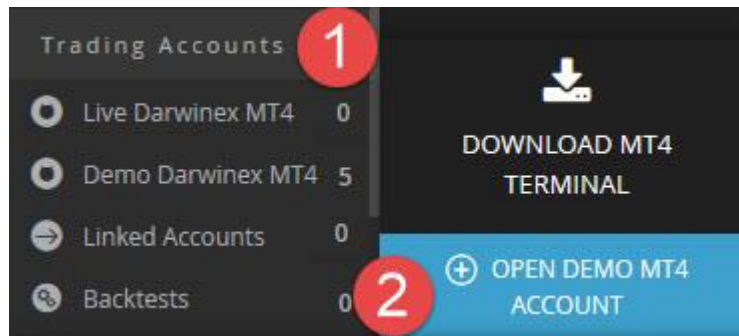 Trading Accounts
1
Live Darwinex MT4 0
Demo Darwinex MT4 5
Linked Accounts 0
Backtests 0
DOWNLOAD MT4
TERMINAL
2
OPEN DEMO MT4
ACCOUNT